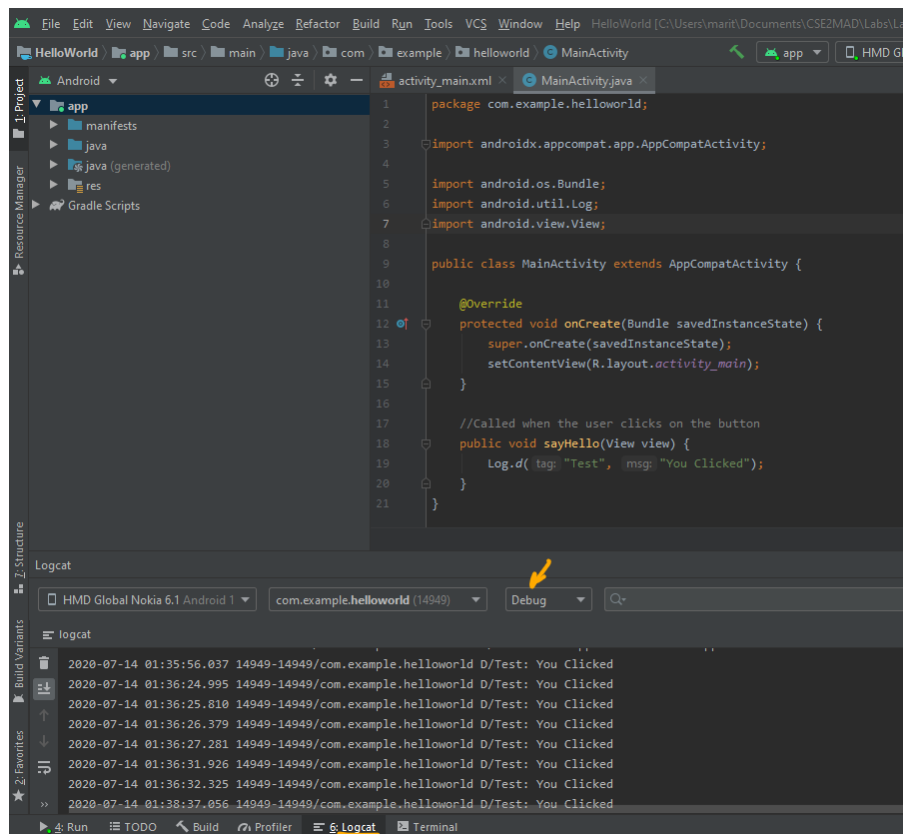 File Edit View Navigate Code Analyze Refactor Build Run Tools VCS Window Help HelloWorld [C:\Users\marit\Documents\CSE2MAD\Labs\La
HelloWorld app src main java com example helloworld MainActivity app HMD Gl
1: Project
Resource Manager
Android
app
manifests
java
java (generated)
res
Gradle Scripts
activity_main.xml MainActivity.java
1 package com.example.helloworld;
2
3 import androidx.appcompat.app.AppCompatActivity;
4
5 import android.os.Bundle;
6 import android.util.Log;
7 import android.view.View;
8
9 public class MainActivity extends AppCompatActivity {
10
11 @Override
12 protected void onCreate(Bundle savedInstanceState) {
13 super.onCreate(savedInstanceState);
14 setContentView(R.layout.activity_main);
15 }
16
17 //Called when the user clicks on the button
18 public void sayHello(View view) {
19 Log.d( tag: "Test", msg: "You Clicked");
20 }
21 }
7: Structure
Build Variants
2: Favorites
Logcat
HMD Global Nokia 6.1 Android 1 com.example.helloworld (14949) Debug
logcat
2020-07-14 01:35:56.037 14949-14949/com.example.helloworld D/Test: You Clicked
2020-07-14 01:36:24.995 14949-14949/com.example.helloworld D/Test: You Clicked
2020-07-14 01:36:25.810 14949-14949/com.example.helloworld D/Test: You Clicked
2020-07-14 01:36:26.379 14949-14949/com.example.helloworld D/Test: You Clicked
2020-07-14 01:36:27.281 14949-14949/com.example.helloworld D/Test: You Clicked
2020-07-14 01:36:31.926 14949-14949/com.example.helloworld D/Test: You Clicked
2020-07-14 01:36:32.325 14949-14949/com.example.helloworld D/Test: You Clicked
2020-07-14 01:38:37.056 14949-14949/com.example.helloworld D/Test: You Clicked
4: Run TODO Build Profiler 6: Logcat Terminal